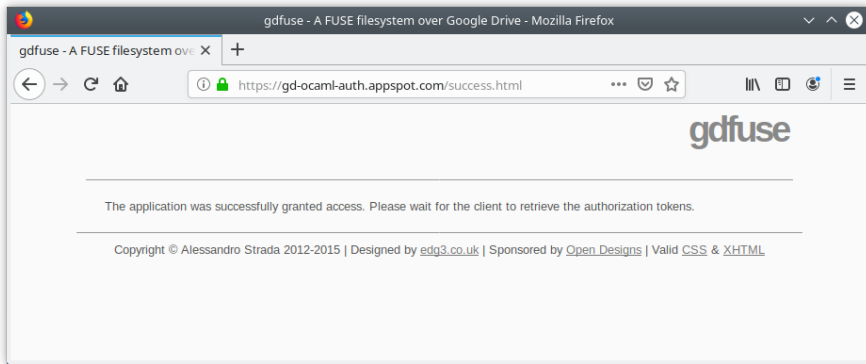 gdfuse - A FUSE filesystem over Google Drive - Mozilla Firefox
gdfuse - A FUSE filesystem ove
https://gd-ocaml-auth.appspot.com/success.html
gdfuse
The application was successfully granted access. Please wait for the client to retrieve the authorization tokens.
Copyright © Alessandro Strada 2012-2015 | Designed by edg3.co.uk | Sponsored by Open Designs | Valid CSS & XHTML